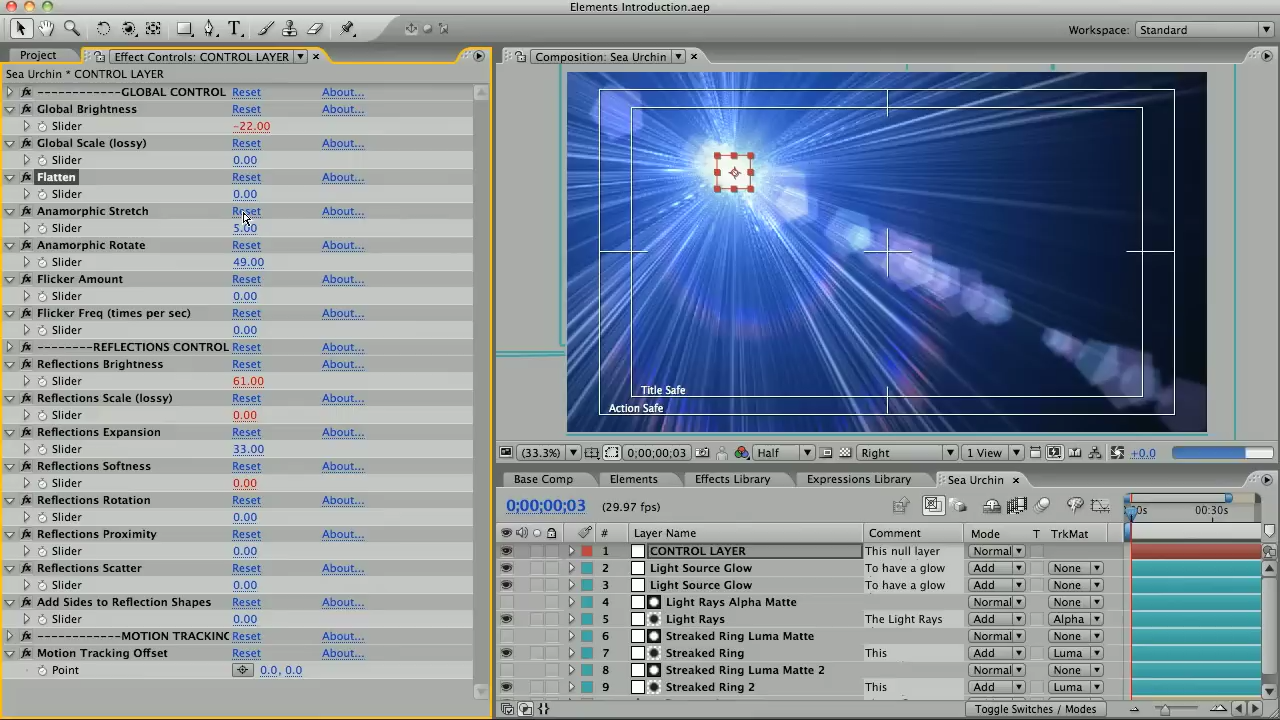 Elements Introduction.aep
Workspace: Standard
Project
Effect Controls: CONTROL LAYER
Sea Urchin * CONTROL LAYER
------------GLOBAL CONTROL Reset About...
Global Brightness Reset About...
Slider -22.00
Global Scale (lossy) Reset About...
Slider 0.00
Flatten Reset About...
Slider 0.00
Anamorphic Stretch Reset About...
Slider 5.00
Anamorphic Rotate Reset About...
Slider 49.00
Flicker Amount Reset About...
Slider 0.00
Flicker Freq (times per sec) Reset About...
Slider 0.00
--------REFLECTIONS CONTROL Reset About...
Reflections Brightness Reset About...
Slider 61.00
Reflections Scale (lossy) Reset About...
Slider 0.00
Reflections Expansion Reset About...
Slider 33.00
Reflections Softness Reset About...
Slider 0.00
Reflections Rotation Reset About...
Slider 0.00
Reflections Proximity Reset About...
Slider 0.00
Reflections Scatter Reset About...
Slider 0.00
Add Sides to Reflection Shapes Reset About...
Slider 0.00
------------MOTION TRACKING Reset About...
Motion Tracking Offset Reset About...
Point 0.0, 0.0
Composition: Sea Urchin
Title Safe
Action Safe
(33.3%) 0;00;00;03 Half Right 1 View +0.0
Base Comp Elements Effects Library Expressions Library Sea Urchin
0;00;00;03 (29.97 fps)
0s 00:30s
# Layer Name Comment Mode T TrkMat
1 CONTROL LAYER This null layer Normal
2 Light Source Glow To have a glow Add None
3 Light Source Glow To have a glow Add None
4 Light Rays Alpha Matte Normal None
5 Light Rays The Light Rays Add Alpha
6 Streaked Ring Luma Matte Normal None
7 Streaked Ring This Add Luma
8 Streaked Ring Luma Matte 2 Normal None
9 Streaked Ring 2 This Add Luma
Toggle Switches / Modes